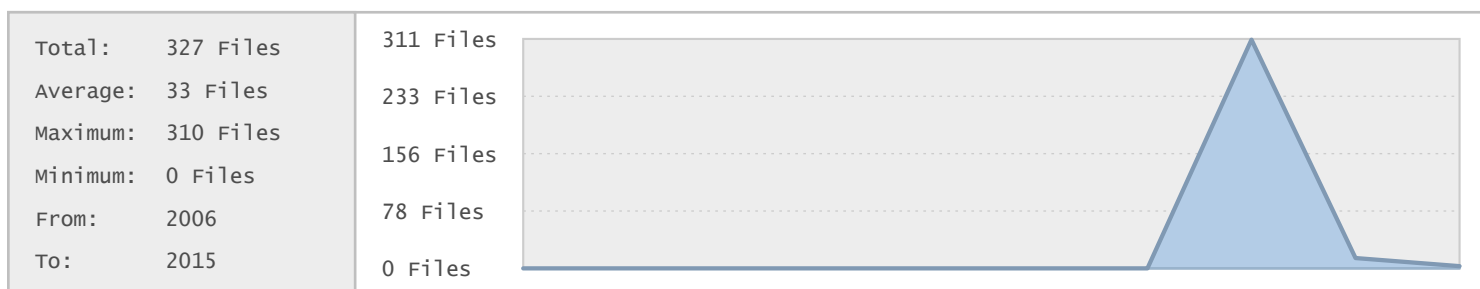 Total: 327 Files
Average: 33 Files
Maximum: 310 Files
Minimum: 0 Files
From: 2006
To: 2015
311 Files
233 Files
156 Files
78 Files
0 Files